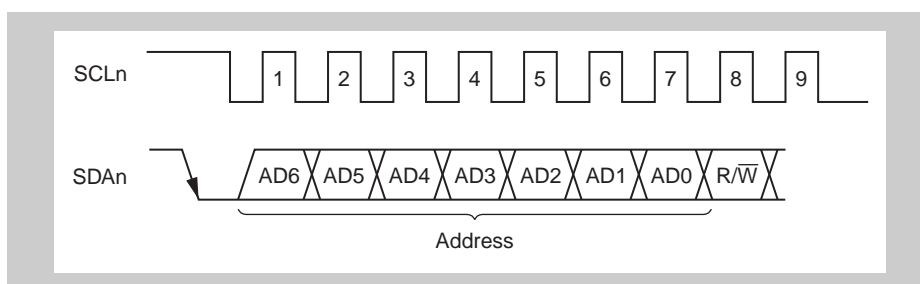 SCLn 1 2 3 4 5 6 7 8 9
SDAn AD6 AD5 AD4 AD3 AD2 AD1 AD0 R/W̅
Address